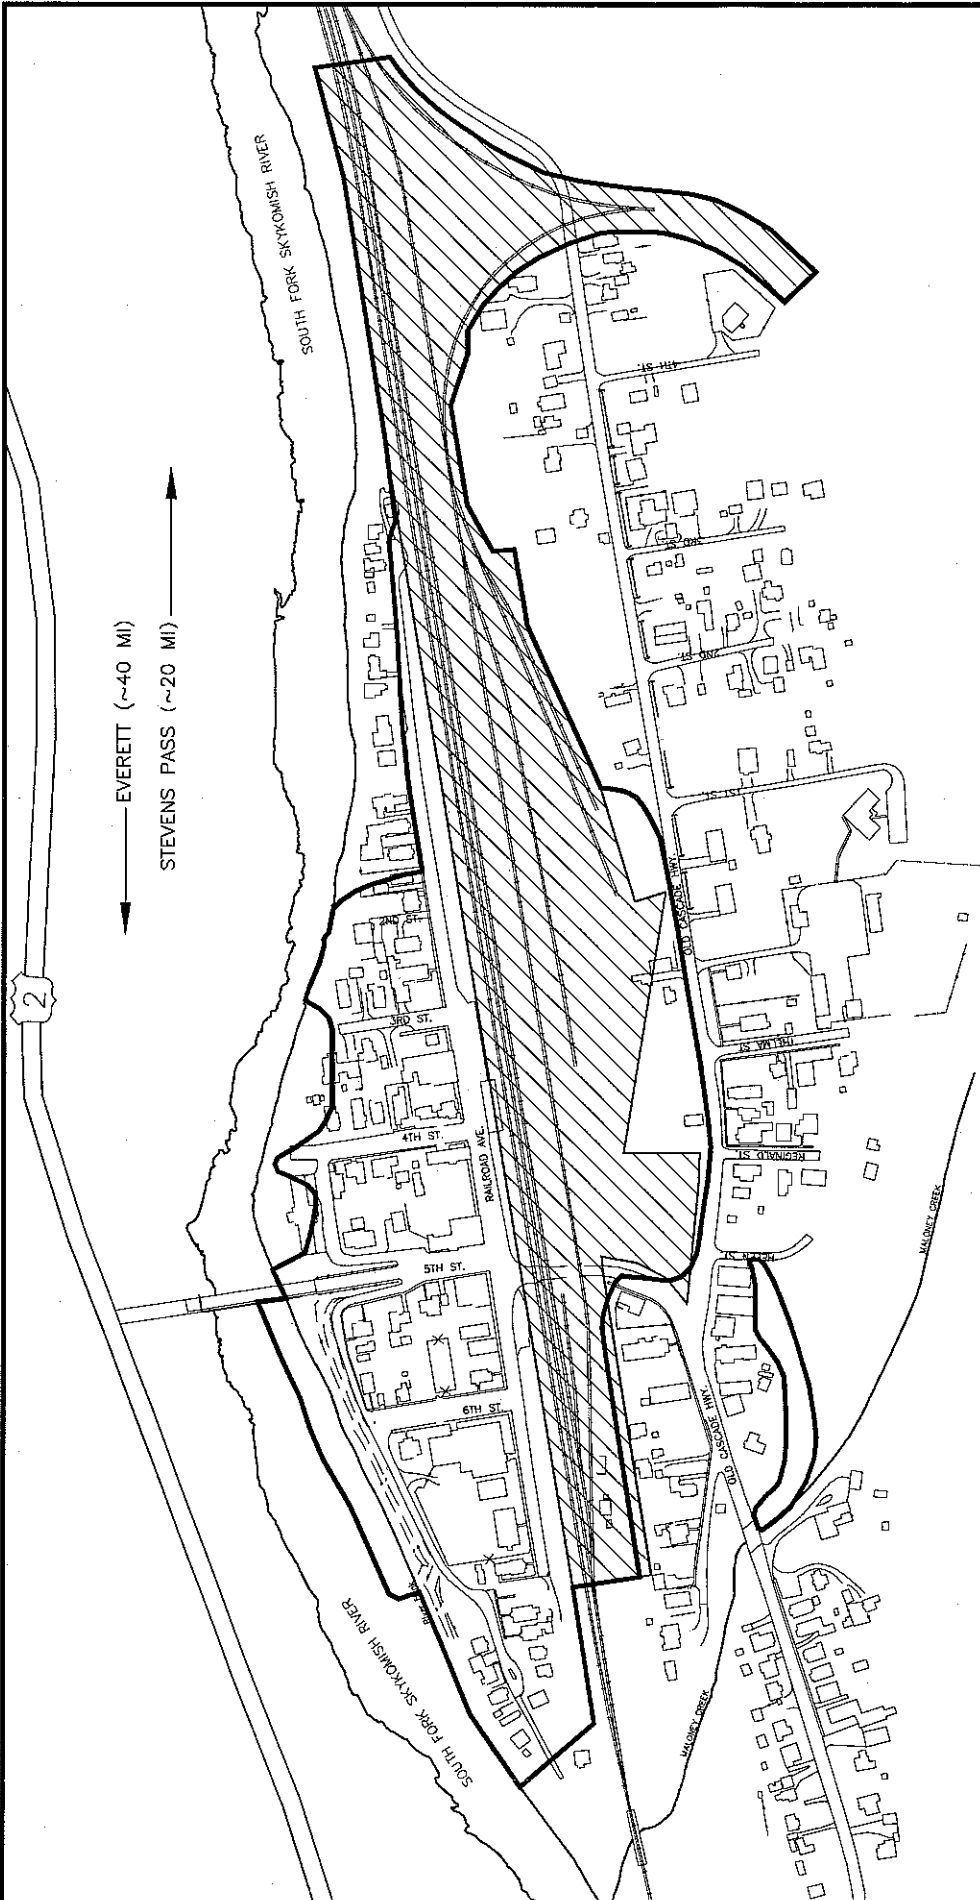 2
EVERETT (~40 MI)
STEVENS PASS (~20 MI)
SOUTH FORK SKYKOMISH RIVER
SOUTH FORK SKYKOMISH RIVER
2ND ST.
3RD ST.
4TH ST.
5TH ST.
6TH ST.
RAILROAD AVE.
4TH ST.
3RD ST.
2ND ST.
1ST ST.
OLD CASCADE HWY.
THELMA ST
REGINALD ST.
HELEN ST.
OLD CASCADE HWY.
MALONEY CREEK
MALONEY CREEK